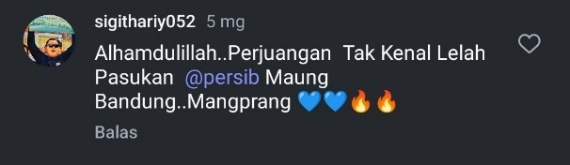 sigithariy052 5 mg
Alhamdulillah..Perjuangan Tak Kenal Lelah
Pasukan @persib Maung
Bandung..Mangprang 💙💙🔥🔥
Balas